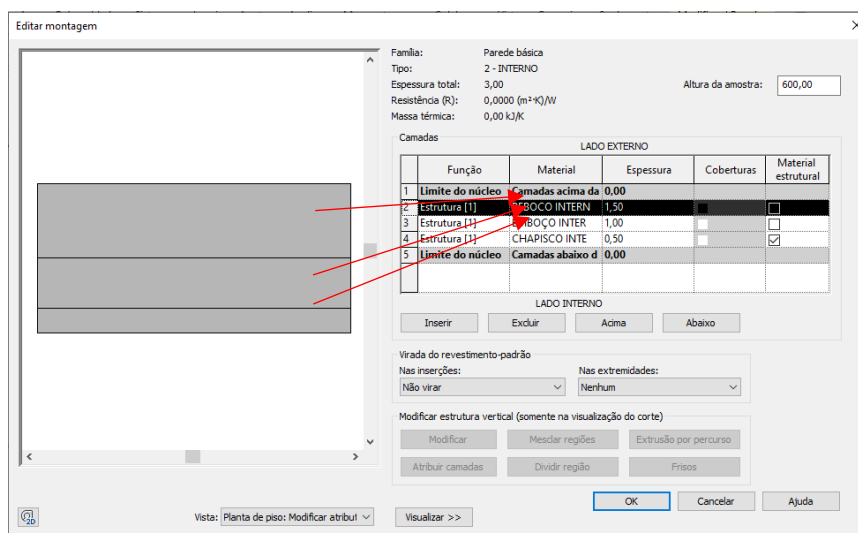 Editar montagem
Família: Parede básica
Tipo: 2 - INTERNO
Espessura total: 3,00
Altura da amostra: 600,00
Resistência (R): 0,0000 (m²·K)/W
Massa térmica: 0,00 kJ/K
Camadas
LADO EXTERNO
Função Material Espessura Coberturas Material estrutural
1 Limite do núcleo Camadas acima da 0,00
2 Estrutura [1] INTERN 1,50
3 Estrutura [1] INTER 1,00
4 Estrutura [1] CHAPISCO INTE 0,50
5 Limite do núcleo Camadas abaixo d 0,00
LADO INTERNO
Inserir Excluir Acima Abaixo
Virada do revestimento-padrão
Nas inserções: Nas extremidades:
Não virar Nenhum
Modificar estrutura vertical (somente na visualização do corte)
Modificar Mesclar regiões Extrusão por percurso
Atribuir camadas Dividir região Frisos
OK Cancelar Ajuda
2D
Vista: Planta de piso: Modificar atribut Visualizar >>